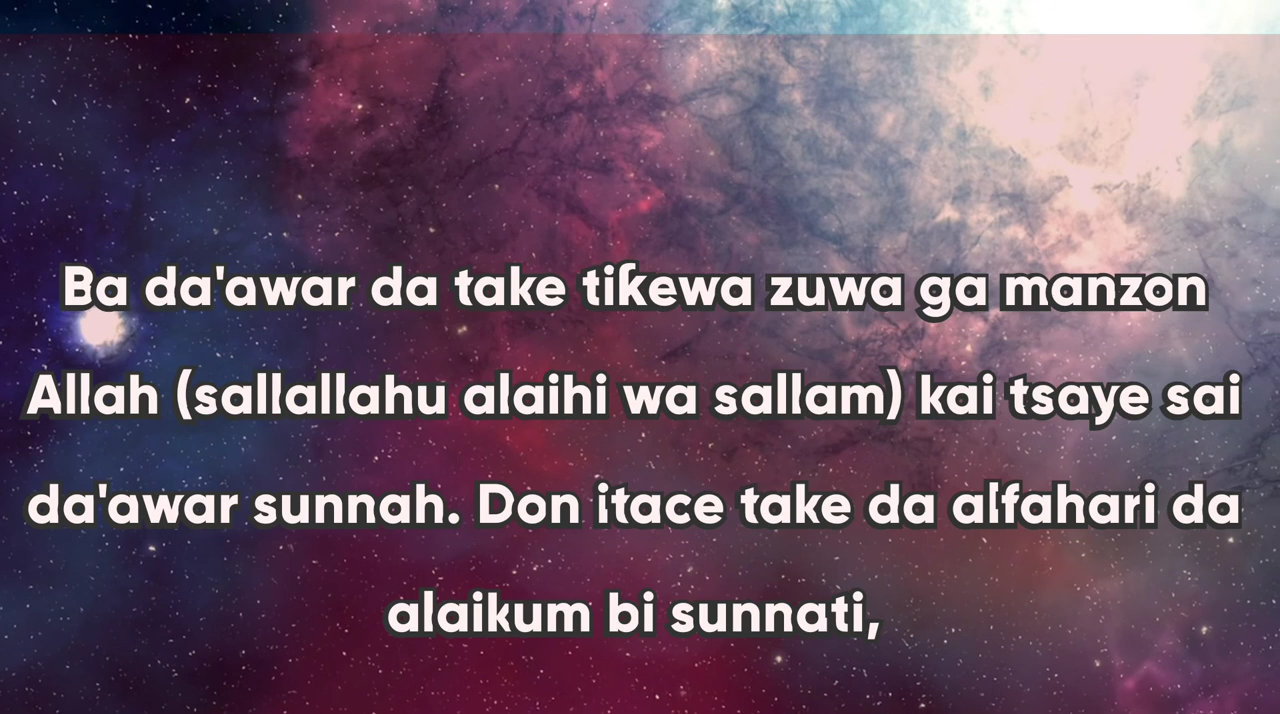 Ba da'awar da take tiƙewa zuwa ga manzon
Allah (sallallahu alaihi wa sallam) kai tsaye sai
da'awar sunnah. Don itace take da alfahari da
alaikum bi sunnati,